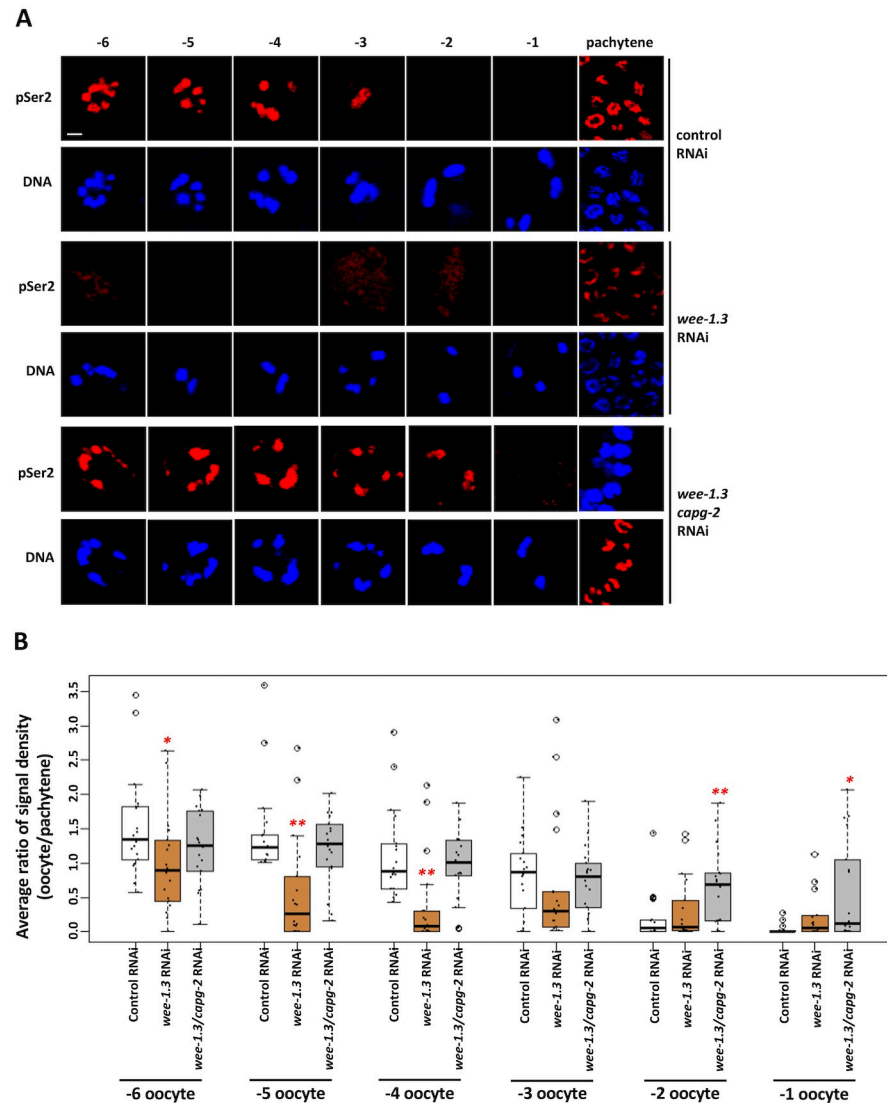 A
-6 -5 -4 -3 -2 -1 pachytene
pSer2
DNA
control
RNAi
pSer2
DNA
wee-1.3
RNAi
pSer2
DNA
wee-1.3
capg-2
RNAi
B
Average ratio of signal density
(oocyte/pachytene)
3.5
3.0
2.5
2.0
1.5
1.0
0.5
0.0
* ** ** ** *
Control RNAi
wee-1.3 RNAi
wee-1.3/capg-2 RNAi
Control RNAi
wee-1.3 RNAi
wee-1.3/capg-2 RNAi
Control RNAi
wee-1.3 RNAi
wee-1.3/capg-2 RNAi
Control RNAi
wee-1.3 RNAi
wee-1.3/capg-2 RNAi
Control RNAi
wee-1.3 RNAi
wee-1.3/capg-2 RNAi
Control RNAi
wee-1.3 RNAi
wee-1.3/capg-2 RNAi
-6 oocyte -5 oocyte -4 oocyte -3 oocyte -2 oocyte -1 oocyte